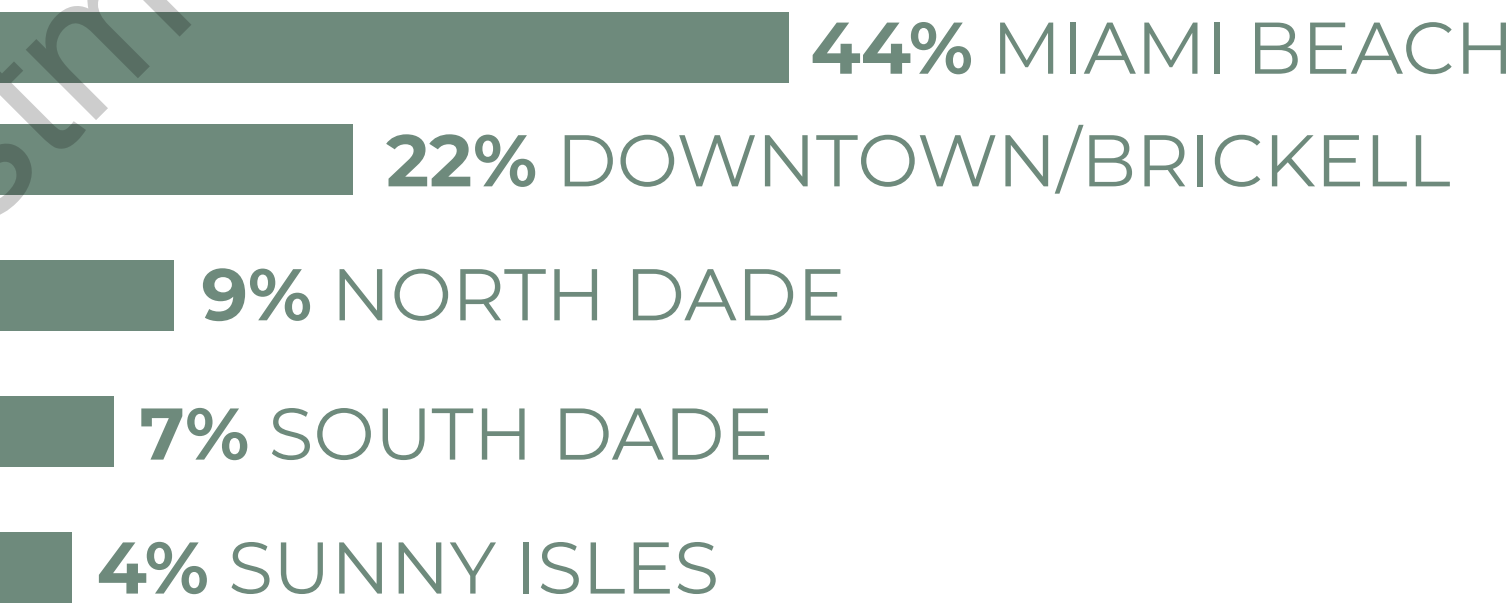 44% MIAMI BEACH
22% DOWNTOWN/BRICKELL
9% NORTH DADE
7% SOUTH DADE
4% SUNNY ISLES